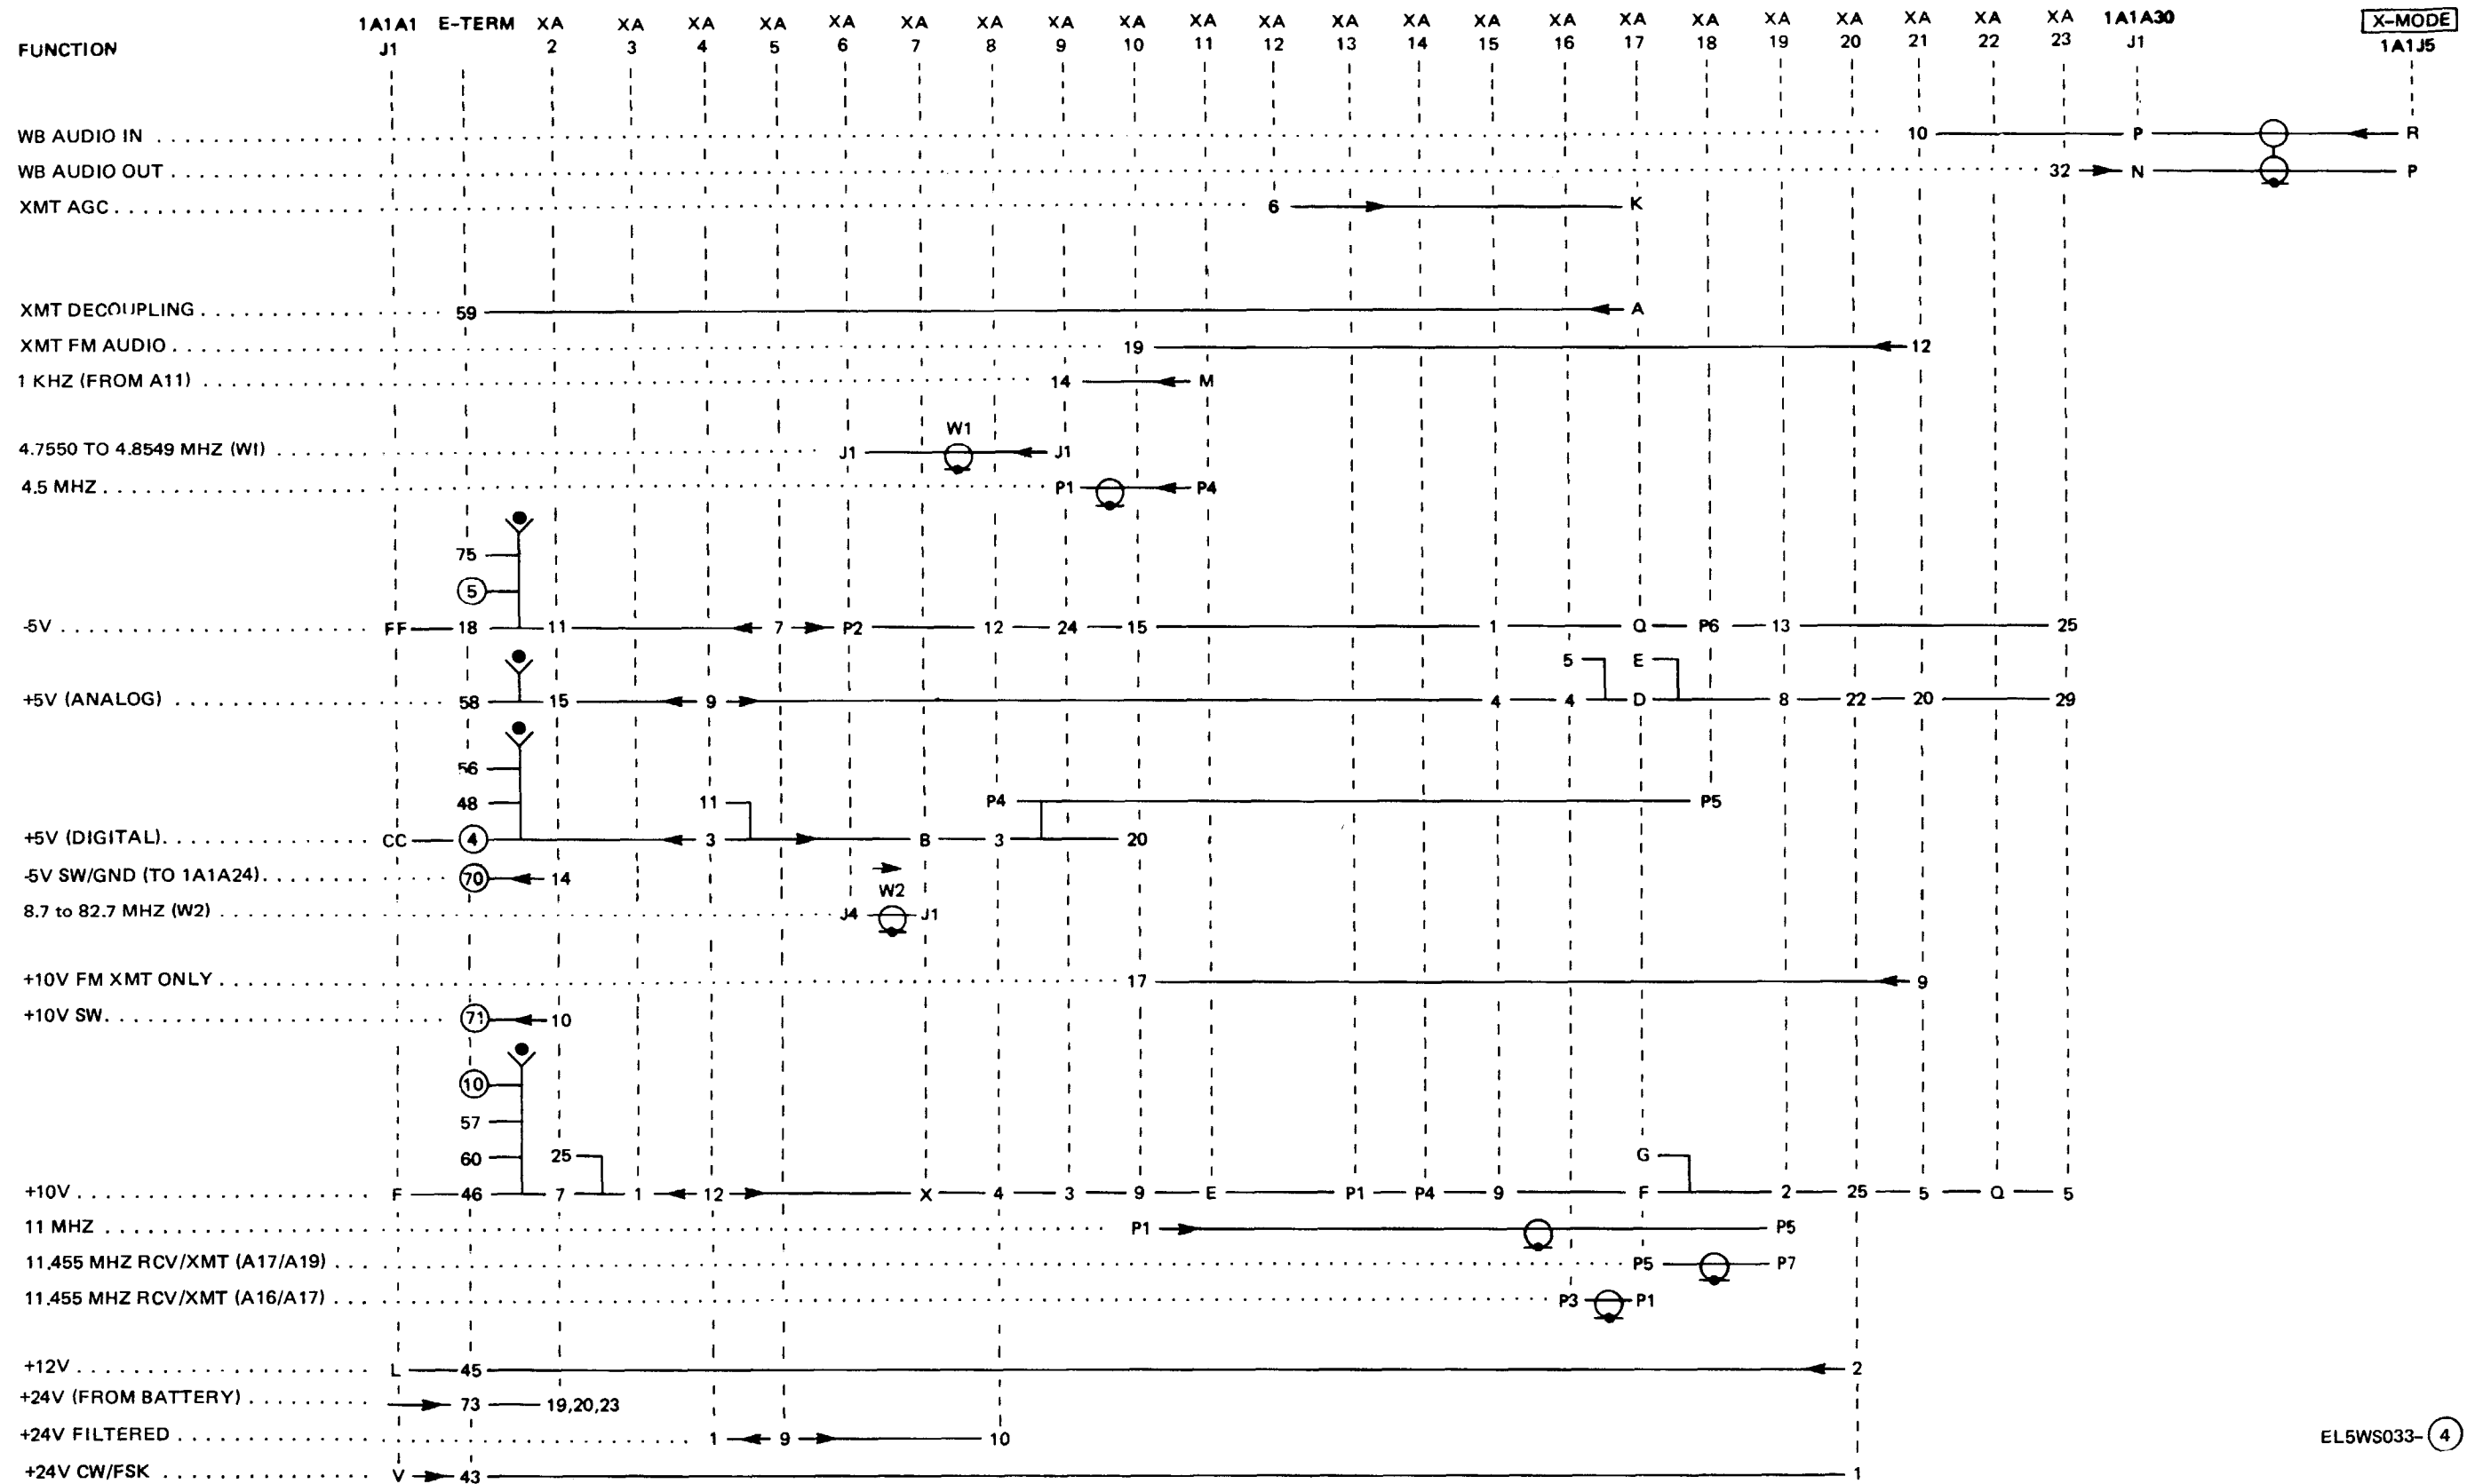 1A1A1 E-TERM XA XA XA XA XA XA XA XA XA XA XA XA XA XA XA XA XA XA XA XA XA XA 1A1A30 X-MODE
FUNCTION J1 2 3 4 5 6 7 8 9 10 11 12 13 14 15 16 17 18 19 20 21 22 23 J1 1A1J5
WB AUDIO IN 10 P R
WB AUDIO OUT 32 N P
XMT AGC 6 K
XMT DECOUPLING 59 A
XMT FM AUDIO 19 12
1 KHZ (FROM A11) 14 M
W1
4.7550 TO 4.8549 MHZ (WI) J1 J1
4.5 MHZ P1 P4
75
5
-5V FF 18 11 7 P2 12 24 15 1 Q P6 13 25
5 E
+5V (ANALOG) 58 15 9 4 4 D 8 22 20 29
56
48 11 P4 P5
+5V (DIGITAL) CC 4 3 B 3 20
-5V SW/GND (TO 1A1A24) 70 14
W2
8.7 to 82.7 MHZ (W2) J4 J1
+10V FM XMT ONLY 17 9
+10V SW 71 10
10
57
60 25 G
+10V F 46 7 1 12 X 4 3 9 E P1 P4 9 F 2 25 5 Q 5
11 MHZ P1 P5
11.455 MHZ RCV/XMT (A17/A19) P5 P7
11.455 MHZ RCV/XMT (A16/A17) P3 P1
+12V L 45 2
+24V (FROM BATTERY) 73 19,20,23
+24V FILTERED 1 9 10
EL5WS033- 4
+24V CW/FSK V 43 1